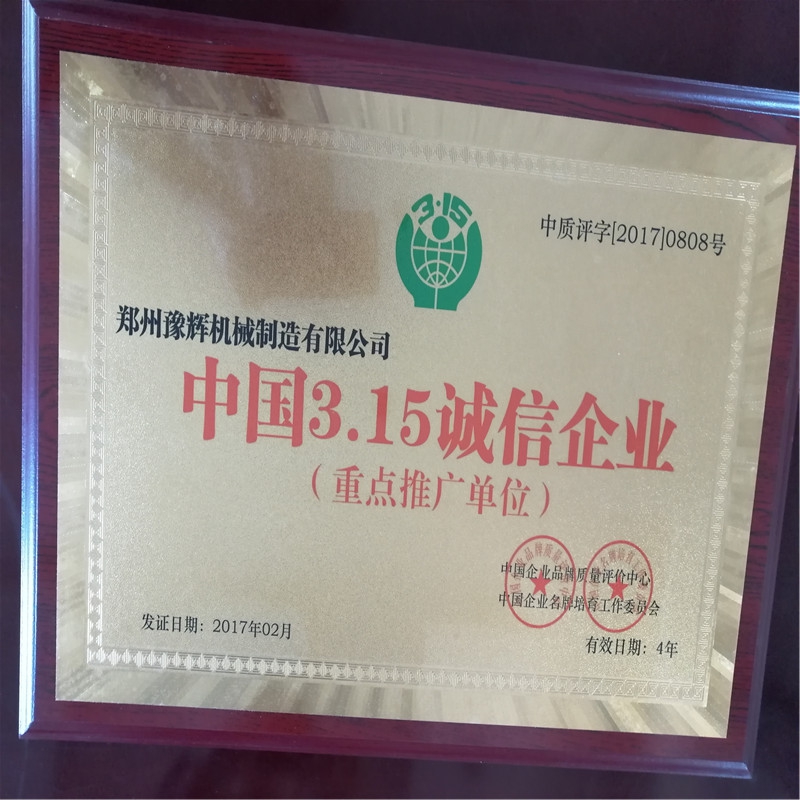 3·15
中质评字[2017]0808号
郑州豫辉机械制造有限公司
中国3.15诚信企业
（重点推广单位）
中国企业品牌质量评价中心
中国企业名牌培育工作委员会
发证日期：2017年02月
有效日期：4年